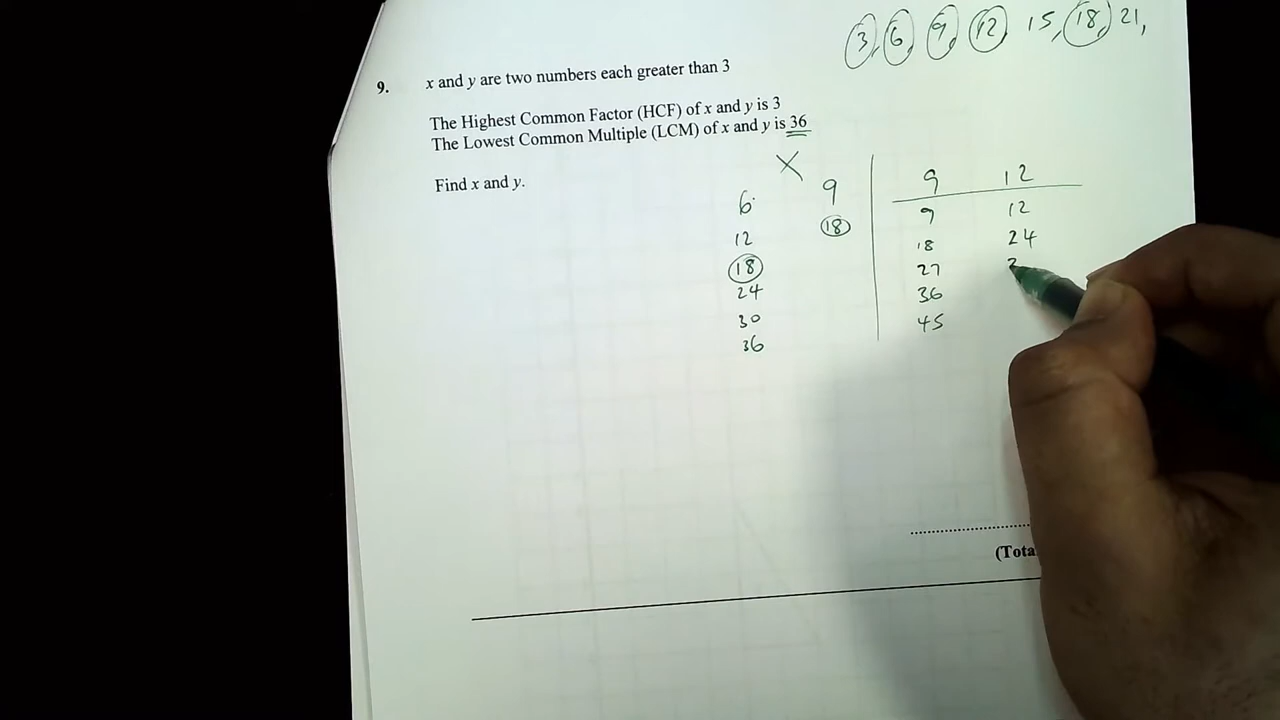 3, 6, 9, 12, 15, 18, 21,
9. x and y are two numbers each greater than 3
The Highest Common Factor (HCF) of x and y is 3
The Lowest Common Multiple (LCM) of x and y is 36
Find x and y.
X
6 9
12 18
18
24
30
36
9 12
9 12
18 24
27
36
45
(Tota